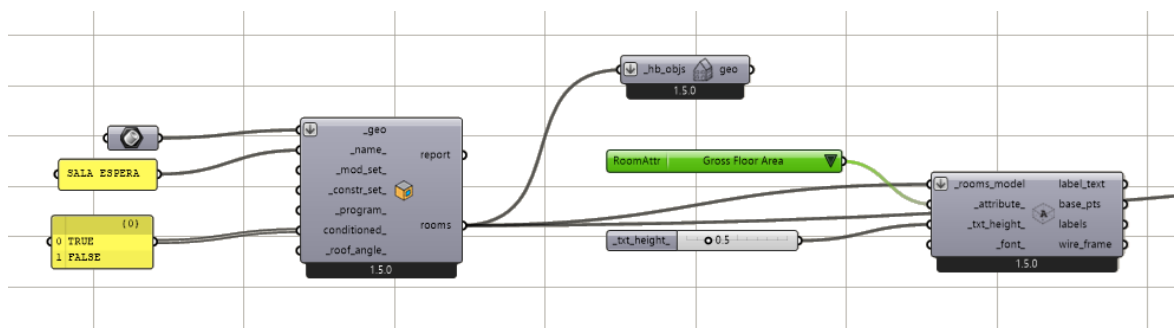 _hb_objs geo
1.5.0
SALA ESPERA
{0}
0 TRUE
1 FALSE
_geo
_name_
_mod_set_
_constr_set_
_program_
conditioned_
_roof_angle_
report
rooms
1.5.0
RoomAttr Gross Floor Area
_txt_height_ 0.5
_rooms_model
_attribute_
_txt_height_
_font_
A
label_text
base_pts
labels
wire_frame
1.5.0